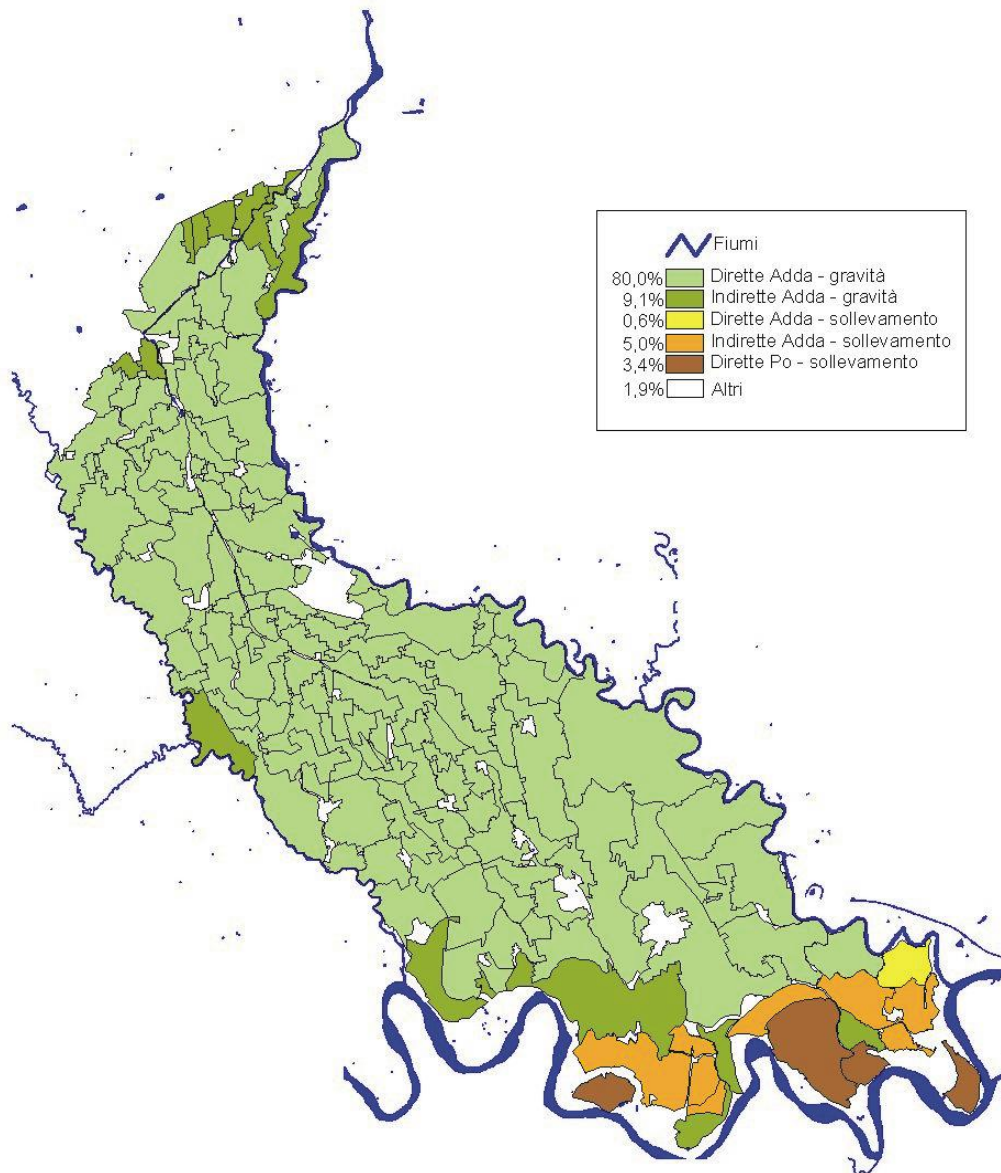 Fiumi
80,0% Dirette Adda - gravità
9,1% Indirette Adda - gravità
0,6% Dirette Adda - sollevamento
5,0% Indirette Adda - sollevamento
3,4% Dirette Po - sollevamento
1,9% Altri